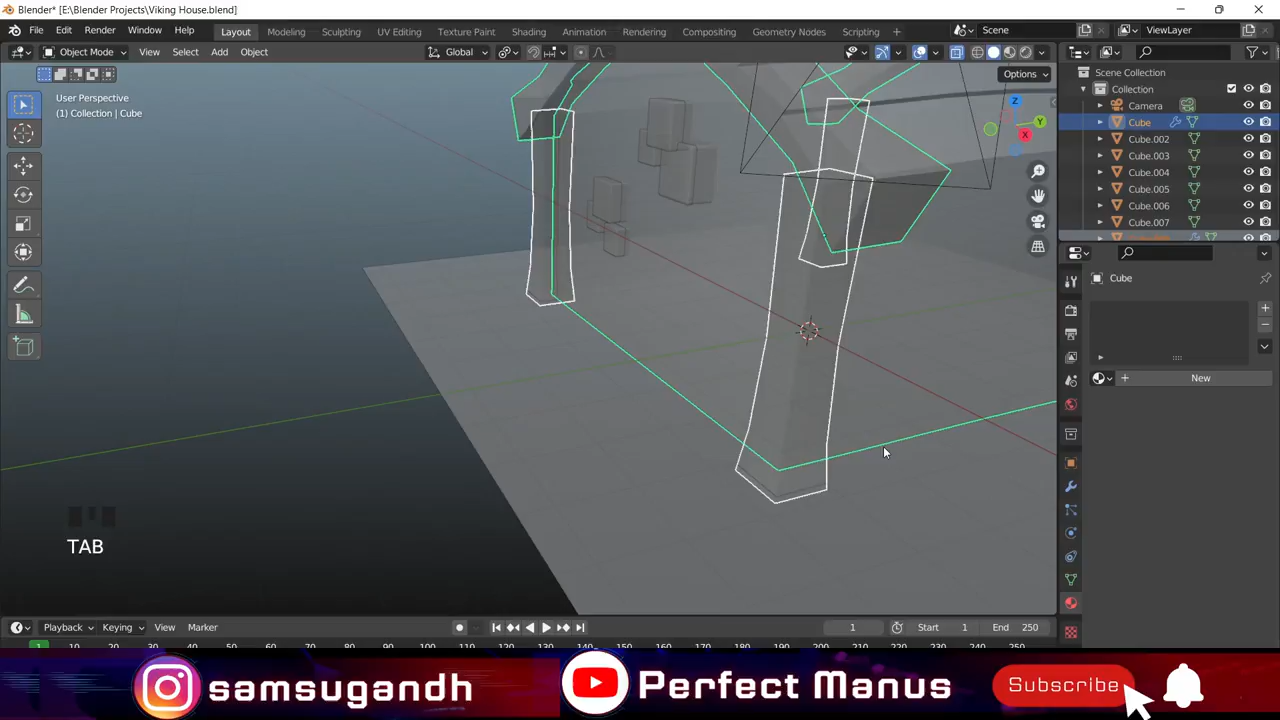 Blender* [E:\Blender Projects\Viking House.blend]
File Edit Render Window Help Layout Modeling Sculpting UV Editing Texture Paint Shading Animation Rendering Compositing Geometry Nodes Scripting + Scene ViewLayer
Object Mode View Select Add Object Global
Options
User Perspective
(1) Collection | Cube
Z
Y
X
Scene Collection
Collection
Camera
Cube
Cube.002
Cube.003
Cube.004
Cube.005
Cube.006
Cube.007
Cube
+ New
TAB
Playback Keying View Marker 1 Start 1 End 250
1
samsugandh Perfect Manus Subscribe